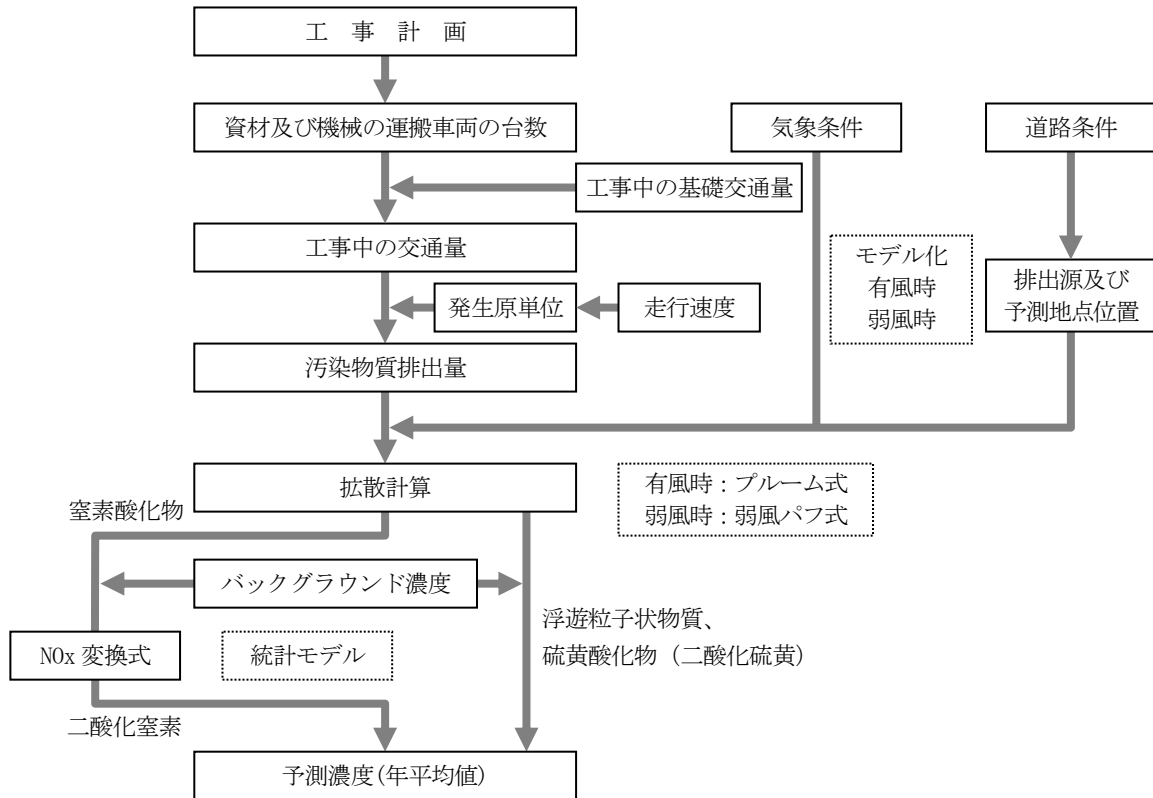 工 事 計 画
資材及び機械の運搬車両の台数
気象条件
道路条件
工事中の基礎交通量
工事中の交通量
モデル化
有風時
弱風時
排出源及び
予測地点位置
発生原単位
走行速度
汚染物質排出量
拡散計算
有風時：プルーム式
弱風時：弱風パフ式
窒素酸化物
バックグラウンド濃度
浮遊粒子状物質、
硫黄酸化物（二酸化硫黄）
NOx 変換式
統計モデル
二酸化窒素
予測濃度(年平均値)